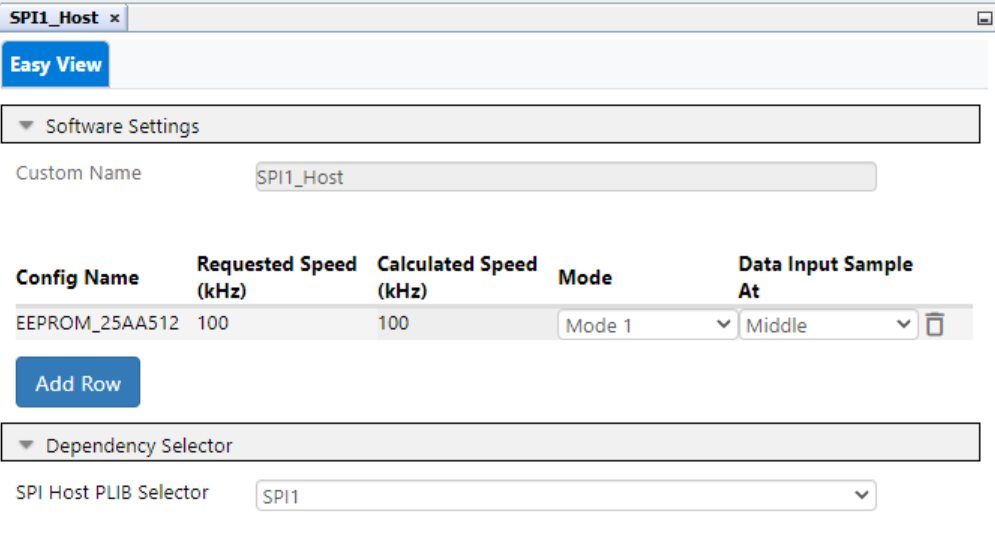 SPI1_Host ×
Easy View
Software Settings
Custom Name SPI1_Host
Config Name Requested Speed (kHz) Calculated Speed (kHz) Mode Data Input Sample At
EEPROM_25AA512 100 100 Mode 1 Middle
Add Row
Dependency Selector
SPI Host PLIB Selector SPI1